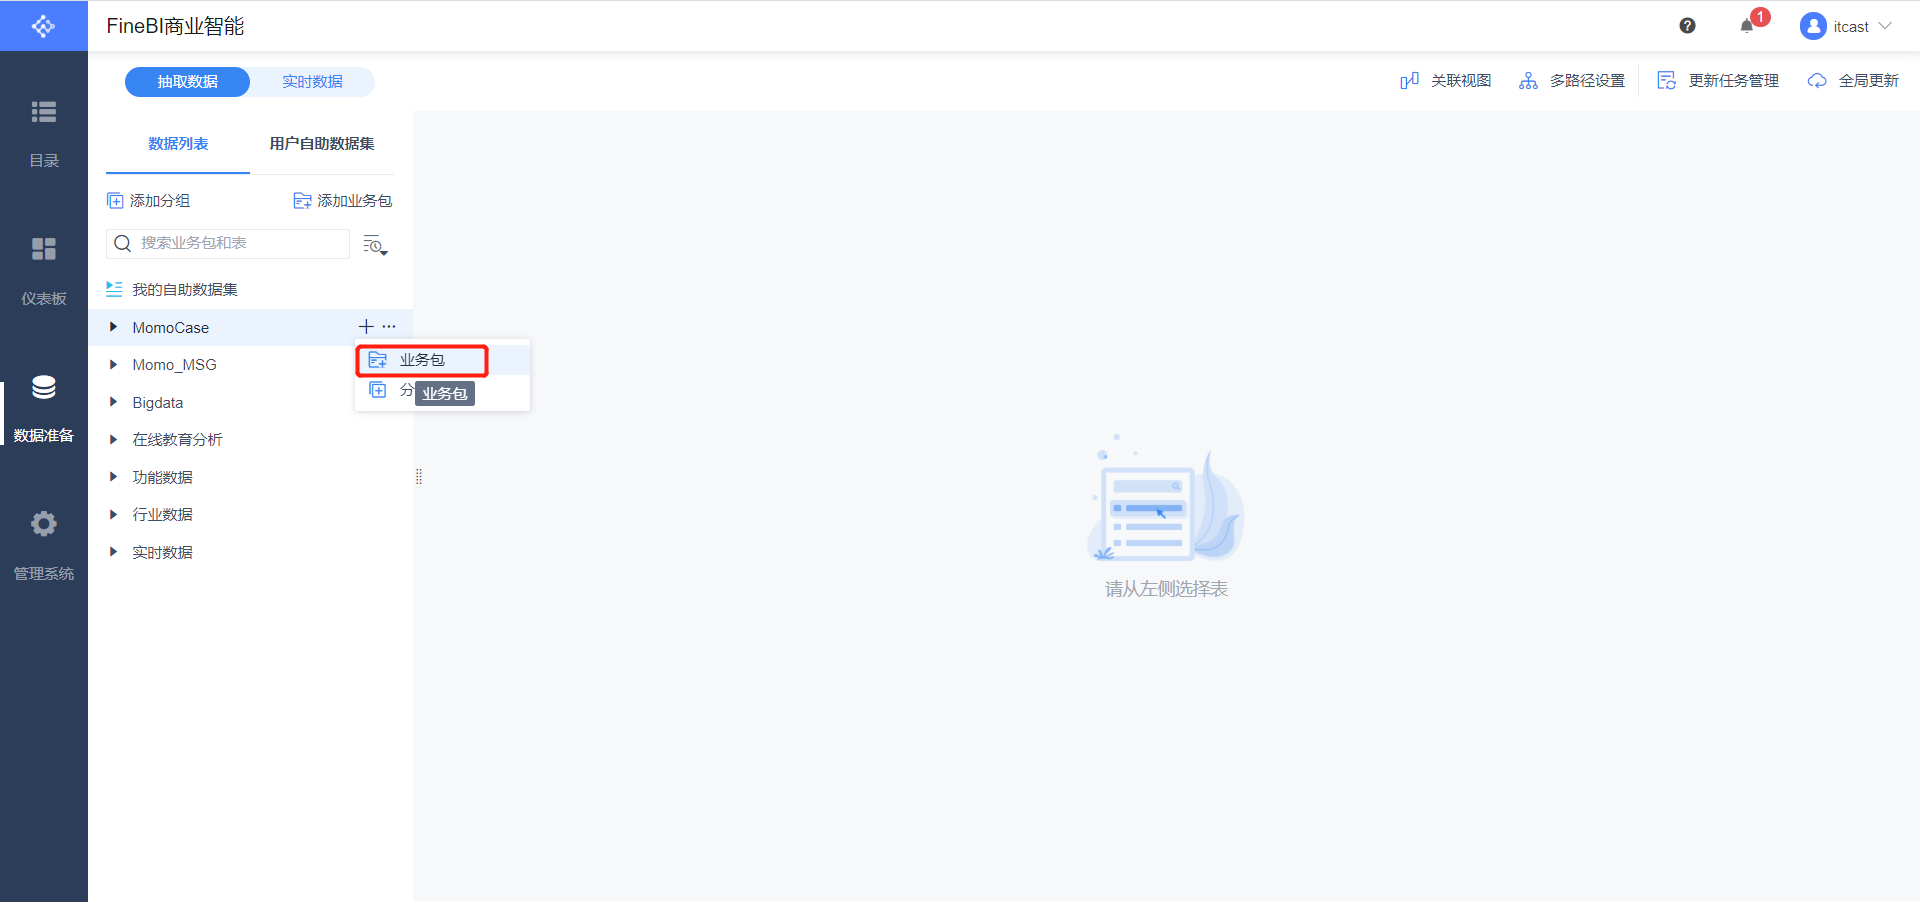 FineBI商业智能
1
itcast
抽取数据
实时数据
关联视图
多路径设置
更新任务管理
全局更新
目录
仪表板
数据准备
管理系统
数据列表
用户自助数据集
添加分组
添加业务包
搜索业务包和表
我的自助数据集
MomoCase
业务包
分
业务包
Momo_MSG
Bigdata
在线教育分析
功能数据
行业数据
实时数据
请从左侧选择表